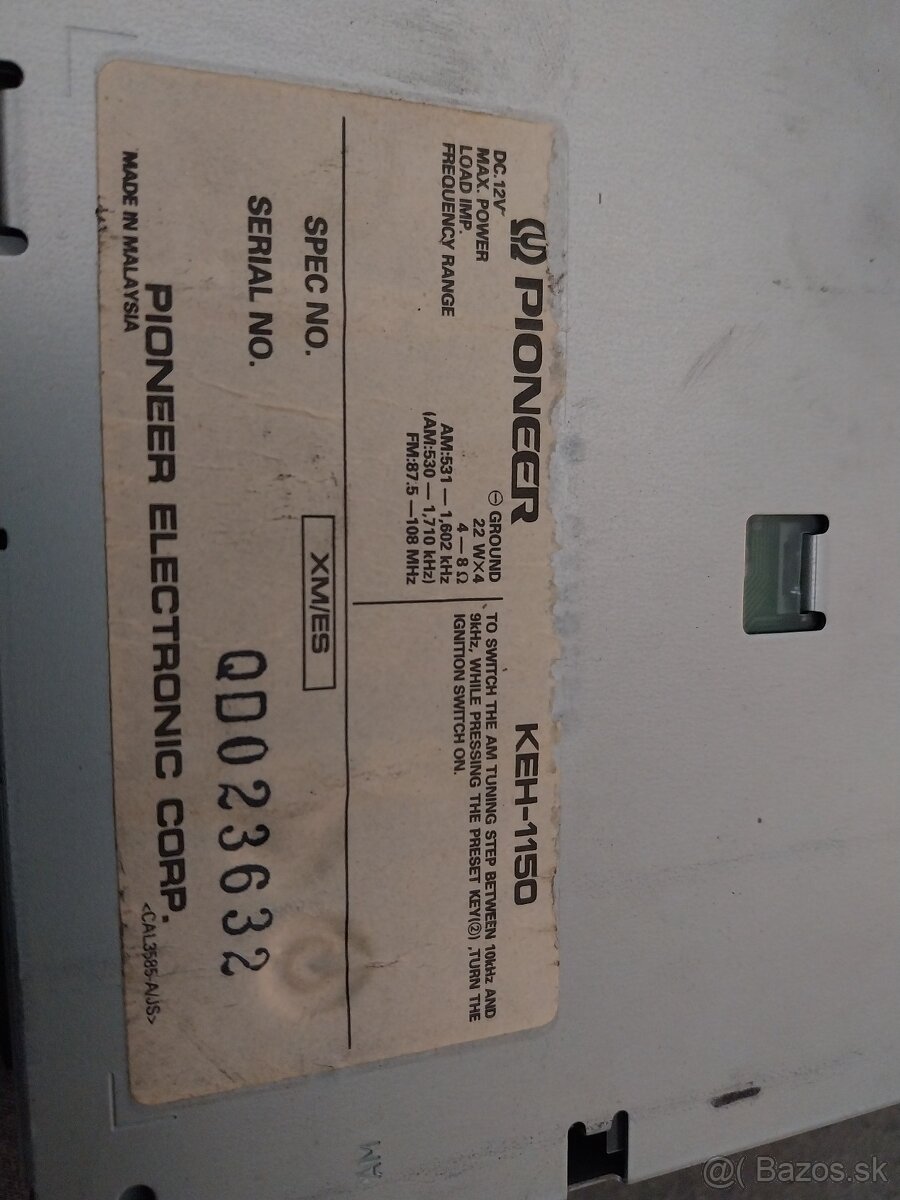 PIONEER KEH-1150
DC.12V ⊖ GROUND
MAX. POWER 22 W×4
LOAD IMP. 4 — 8 Ω
FREQUENCY RANGE AM:531 — 1,602 kHz
(AM:530 — 1,710 kHz)
FM:87.5 — 108 MHz
TO SWITCH THE AM TUNING STEP BETWEEN 10kHz AND
9kHz, WHILE PRESSING THE PRESET KEY(②) ,TURN THE
IGNITION SWITCH ON.
SPEC NO. XM/ES
SERIAL NO. QD023632
PIONEER ELECTRONIC CORP.
MADE IN MALAYSIA <CAL3585-A/JS>
@( Bazos.sk